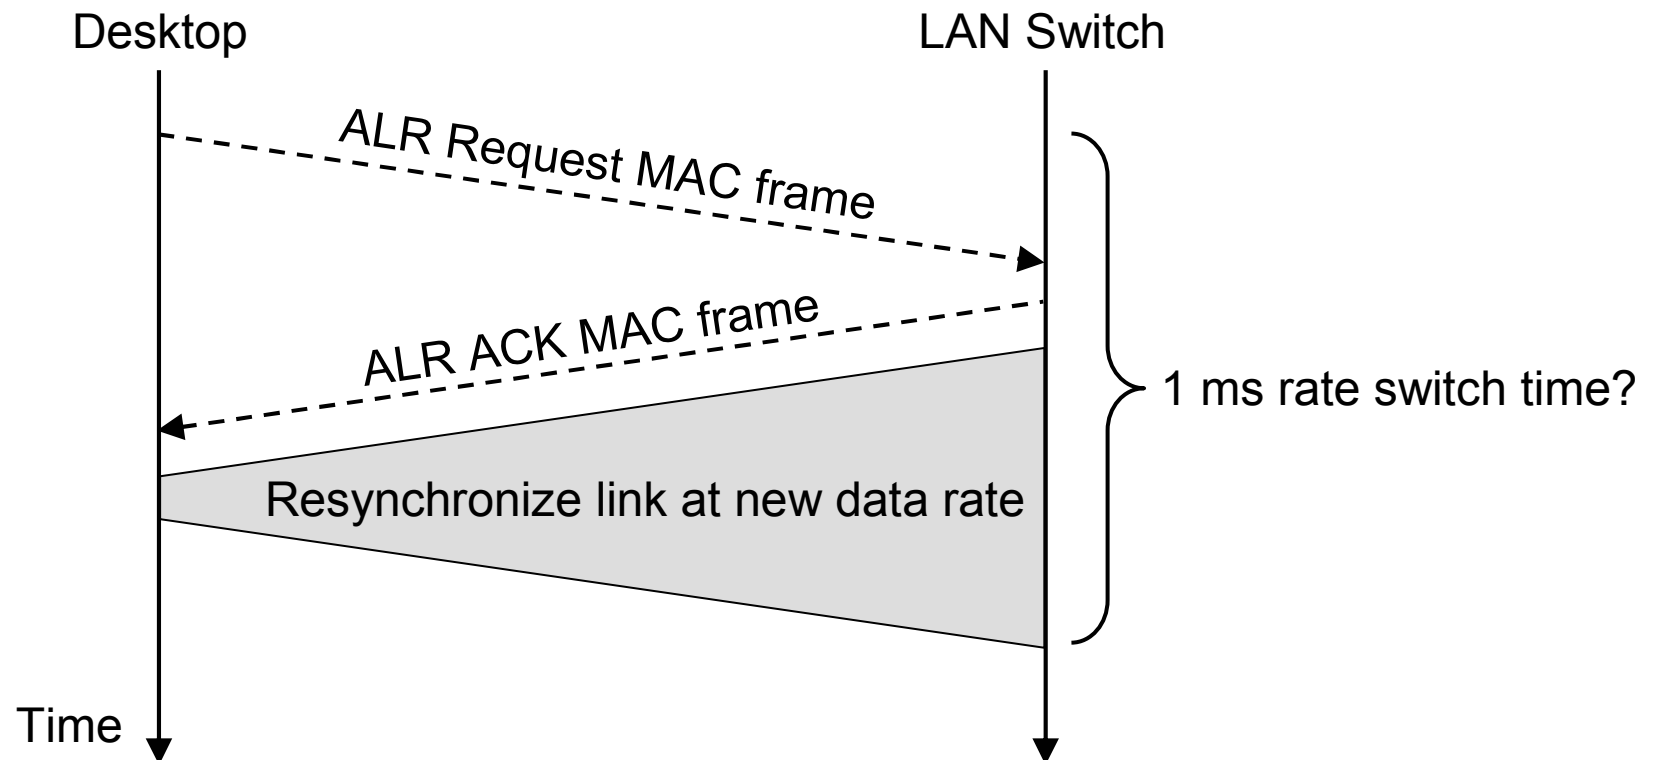 Desktop
LAN Switch
ALR Request MAC frame
ALR ACK MAC frame
1 ms rate switch time?
Resynchronize link at new data rate
Time